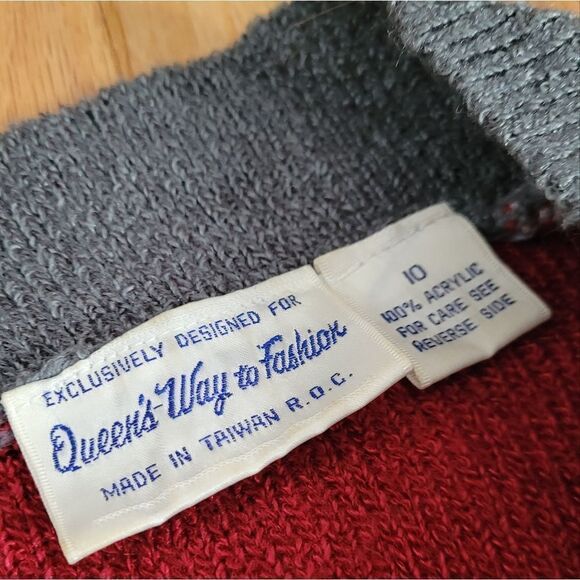 EXCLUSIVELY DESIGNED FOR
Queen's-Way to Fashion
MADE IN TAIWAN R.O.C.
10
100% ACRYLIC
FOR CARE SEE
REVERSE SIDE